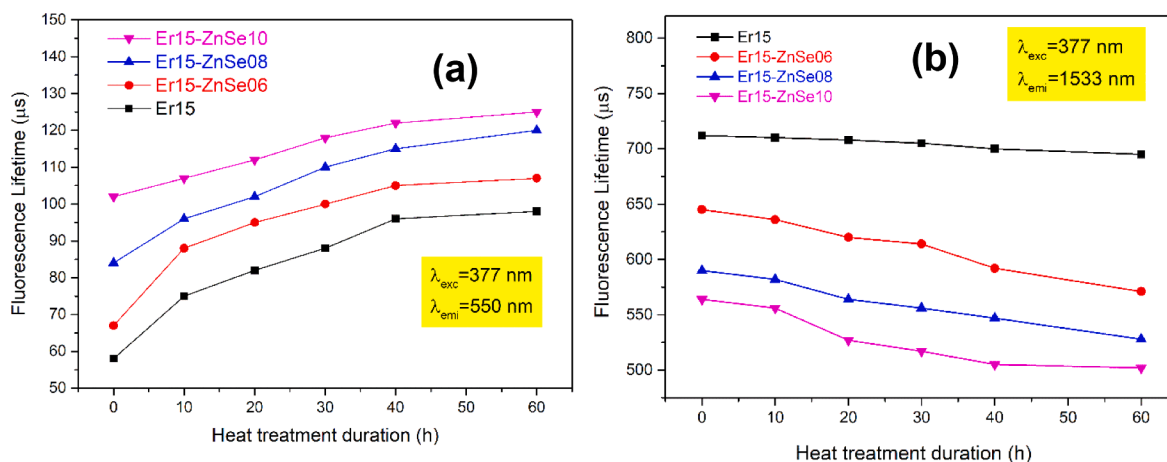 (a)
Er15-ZnSe10
Er15-ZnSe08
Er15-ZnSe06
Er15
λexc=377 nm
λemi=550 nm
Fluorescence Lifetime (μs)
150
140
130
120
110
100
90
80
70
60
50
0 10 20 30 40 50 60
Heat treatment duration (h)
(b)
Er15
Er15-ZnSe06
Er15-ZnSe08
Er15-ZnSe10
λexc=377 nm
λemi=1533 nm
Fluorescence Lifetime (μs)
800
750
700
650
600
550
500
0 10 20 30 40 50 60
Heat treatment duration (h)